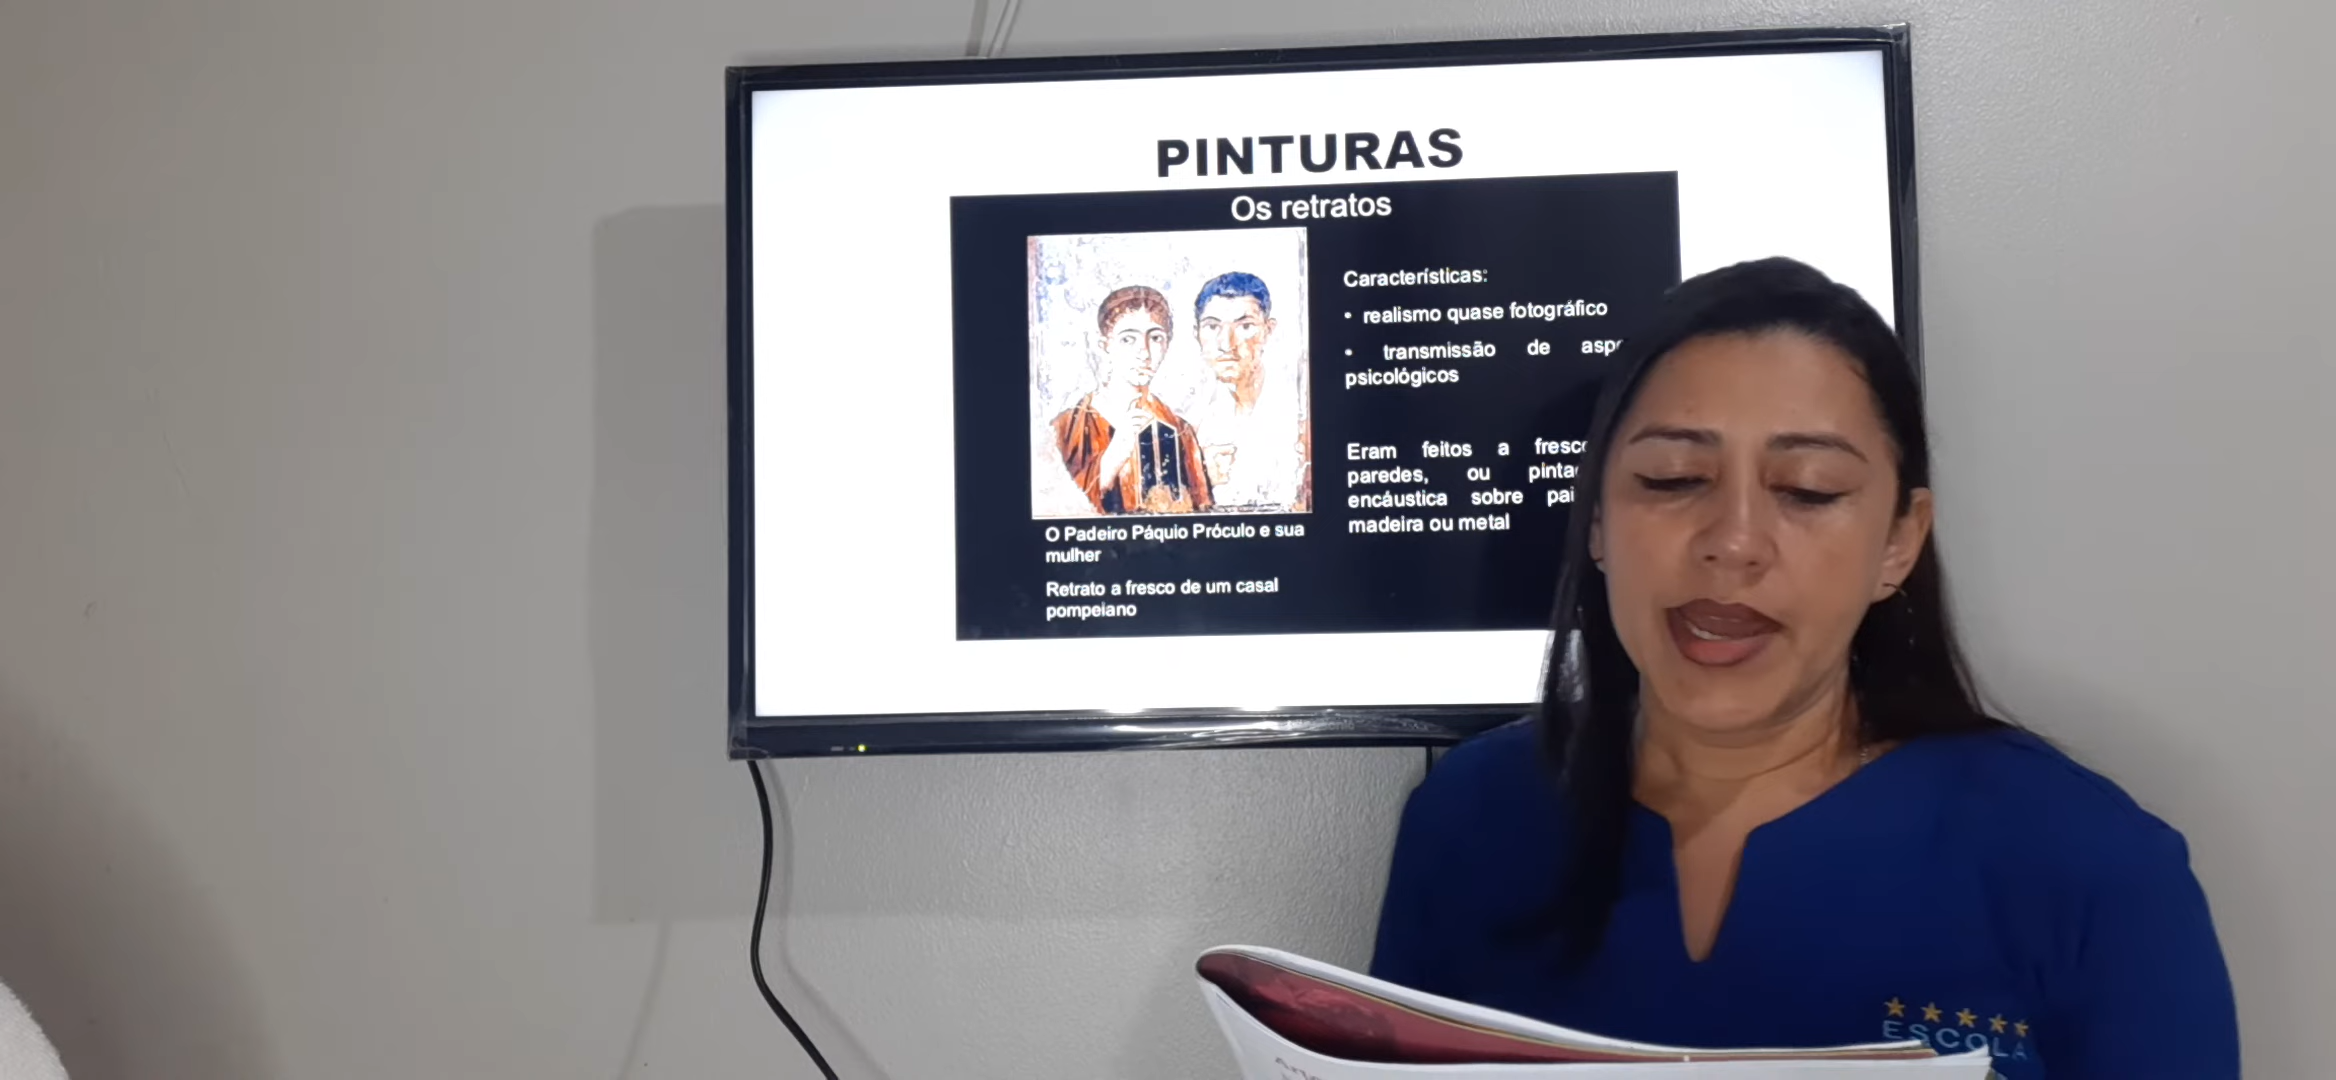 PINTURAS
Os retratos
Características:
• realismo quase fotográfico
• transmissão de
psicológicos
Eram feitos a
paredes, ou
encáustica sobre
madeira ou metal
O Padeiro Páquio Próculo e sua
mulher
Retrato a fresco de um casal
pompeiano
ESCOLA